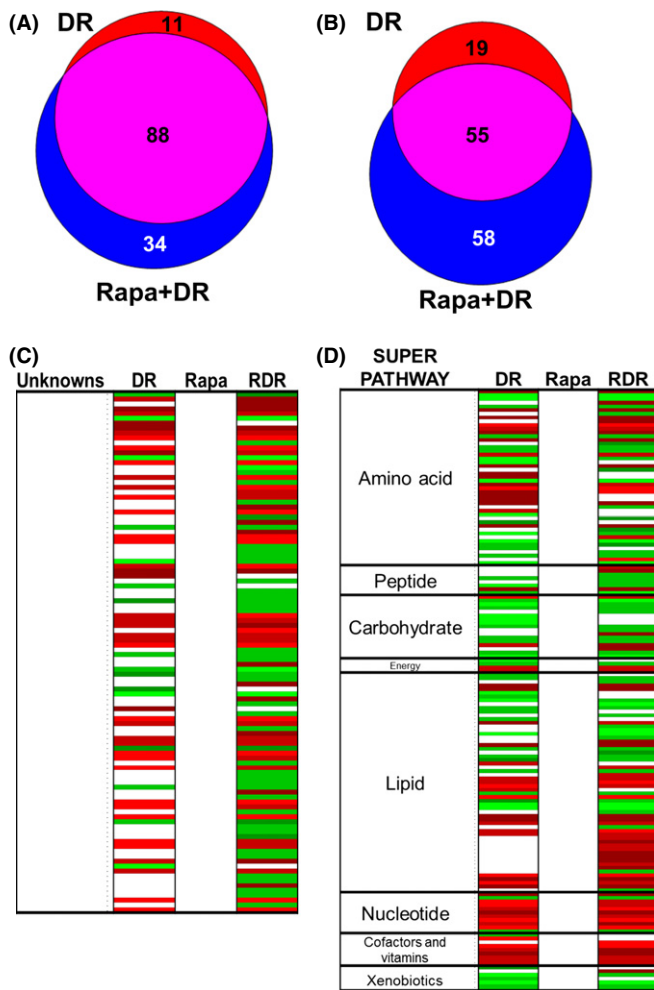 (A)
DR
11
88
34
Rapa+DR
(B)
DR
19
55
58
Rapa+DR
(C)
Unknowns DR Rapa RDR
(D)
SUPER
PATHWAY DR Rapa RDR
Amino acid
Peptide
Carbohydrate
Energy
Lipid
Nucleotide
Cofactors and
vitamins
Xenobiotics